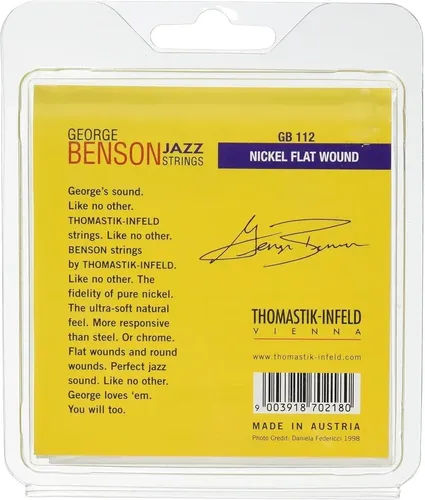 GEORGE
BENSON JAZZ STRINGS
GB 112
NICKEL FLAT WOUND
George's sound.
Like no other.
THOMASTIK-INFELD
strings. Like no other.
BENSON strings
by THOMASTIK-INFELD.
Like no other. The
fidelity of pure nickel.
The ultra-soft natural
feel. More responsive
than steel. Or chrome.
Flat wounds and round
wounds. Perfect jazz
sound. Like no other.
George loves 'em.
You will too.
George Benson
THOMASTIK-INFELD
VIENNA
www.thomastik-infeld.com
9 003918 702180
MADE IN AUSTRIA
Photo Credit: Daniela Federicci 1998